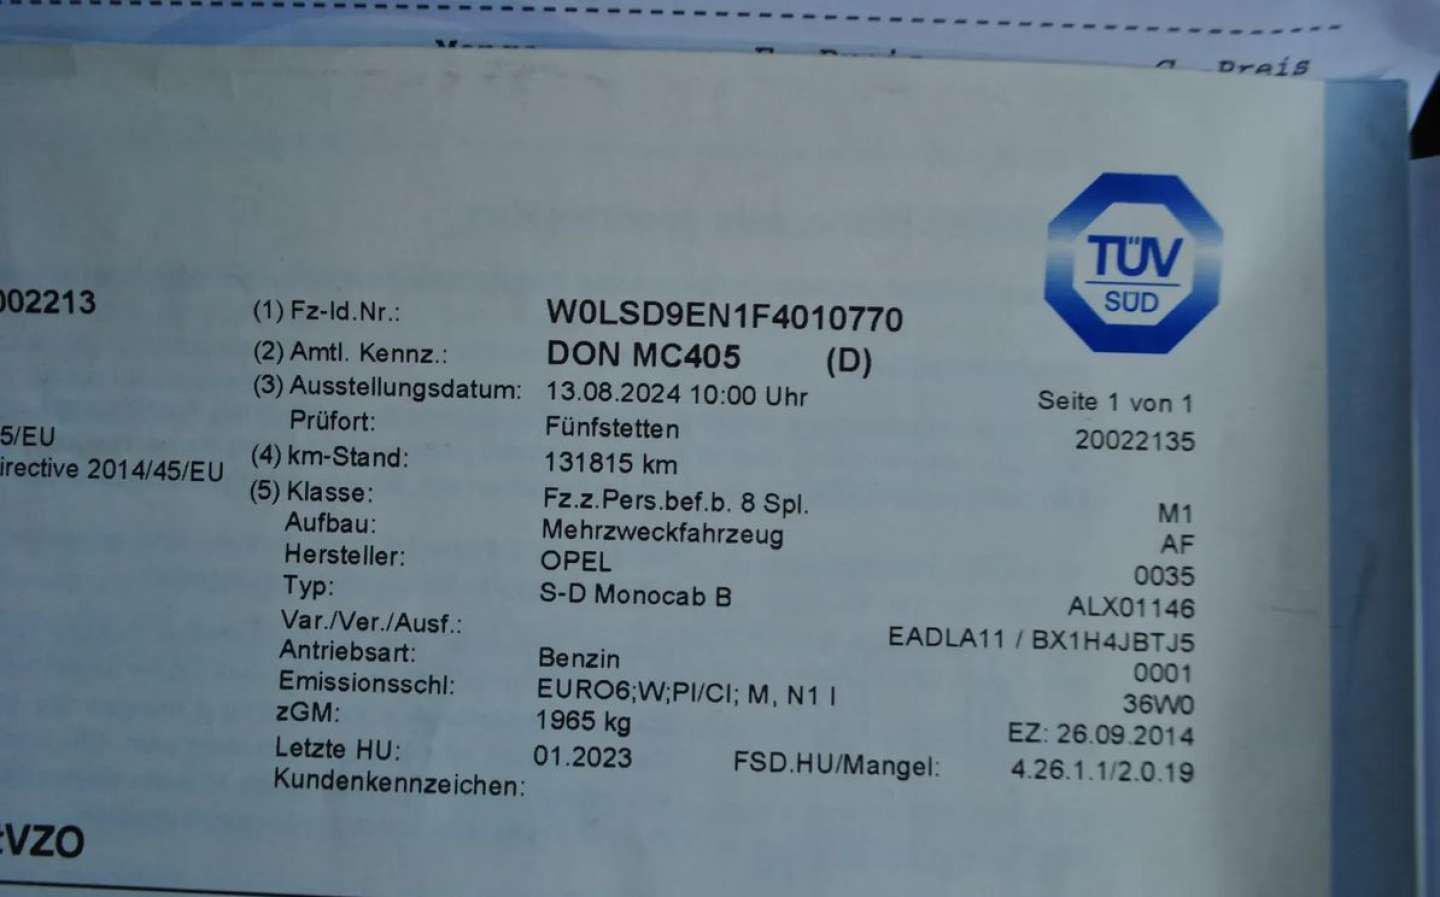 Preis
TÜV
SÜD
002213
(1) Fz-Id.Nr.: W0LSD9EN1F4010770
(2) Amtl. Kennz.: DON MC405 (D)
(3) Ausstellungsdatum: 13.08.2024 10:00 Uhr
Seite 1 von 1
Prüfort: Fünfstetten
20022135
5/EU
(4) km-Stand: 131815 km
irective 2014/45/EU
(5) Klasse: Fz.z.Pers.bef.b. 8 Spl. M1
Aufbau: Mehrzweckfahrzeug AF
Hersteller: OPEL 0035
Typ: S-D Monocab B ALX01146
Var./Ver./Ausf.: EADLA11 / BX1H4JBTJ5
Antriebsart: Benzin 0001
Emissionsschl: EURO6;W;PI/CI; M, N1 I 36W0
zGM: 1965 kg EZ: 26.09.2014
Letzte HU: 01.2023 FSD.HU/Mangel: 4.26.1.1/2.0.19
Kundenkennzeichen:
VZO